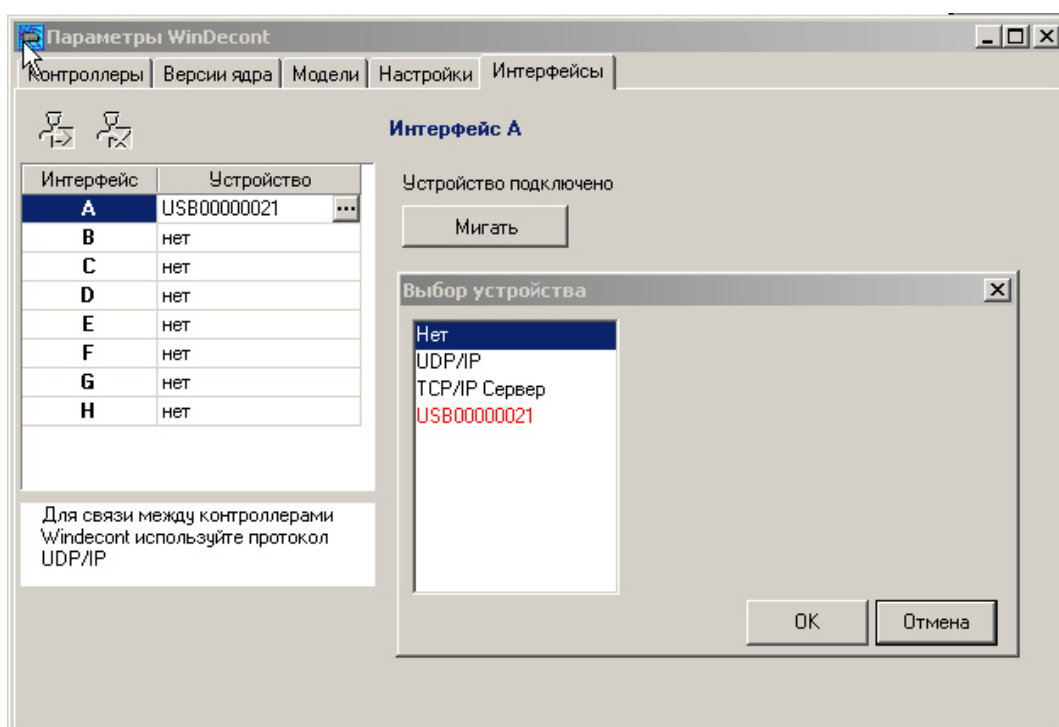 Параметры WinDecont
Контроллеры Версии ядра Модели Настройки Интерфейсы
Интерфейс A
Интерфейс Устройство
A USB00000021 ...
B нет
C нет
D нет
E нет
F нет
G нет
H нет
Устройство подключено
Мигать
Для связи между контроллерами
Windecont используйте протокол
UDP/IP
Выбор устройства
Нет
UDP/IP
TCP/IP Сервер
USB00000021
OK Отмена